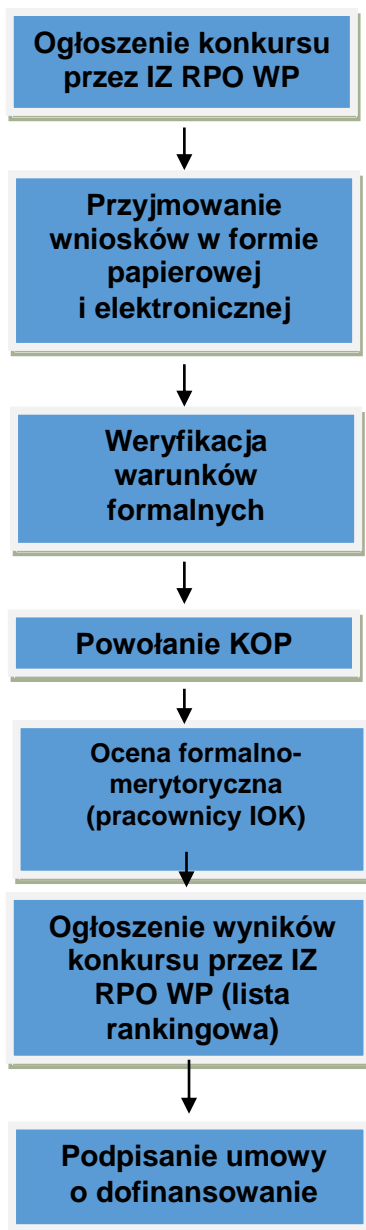 Ogłoszenie konkursu
przez IZ RPO WP
Przyjmowanie
wniosków w formie
papierowej
i elektronicznej
Weryfikacja
warunków
formalnych
Powołanie KOP
Ocena formalno-
merytoryczna
(pracownicy IOK)
Ogłoszenie wyników
konkursu przez IZ
RPO WP (lista
rankingowa)
Podpisanie umowy
o dofinansowanie